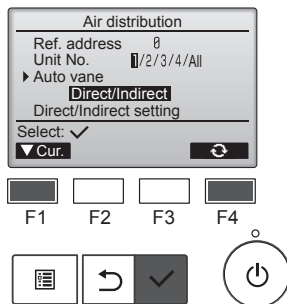 Air distribution
Ref. address 0
Unit No. 1/2/3/4/All
Auto vane
Direct/Indirect
Direct/Indirect setting
Select:
Cur.
F1 F2 F3 F4